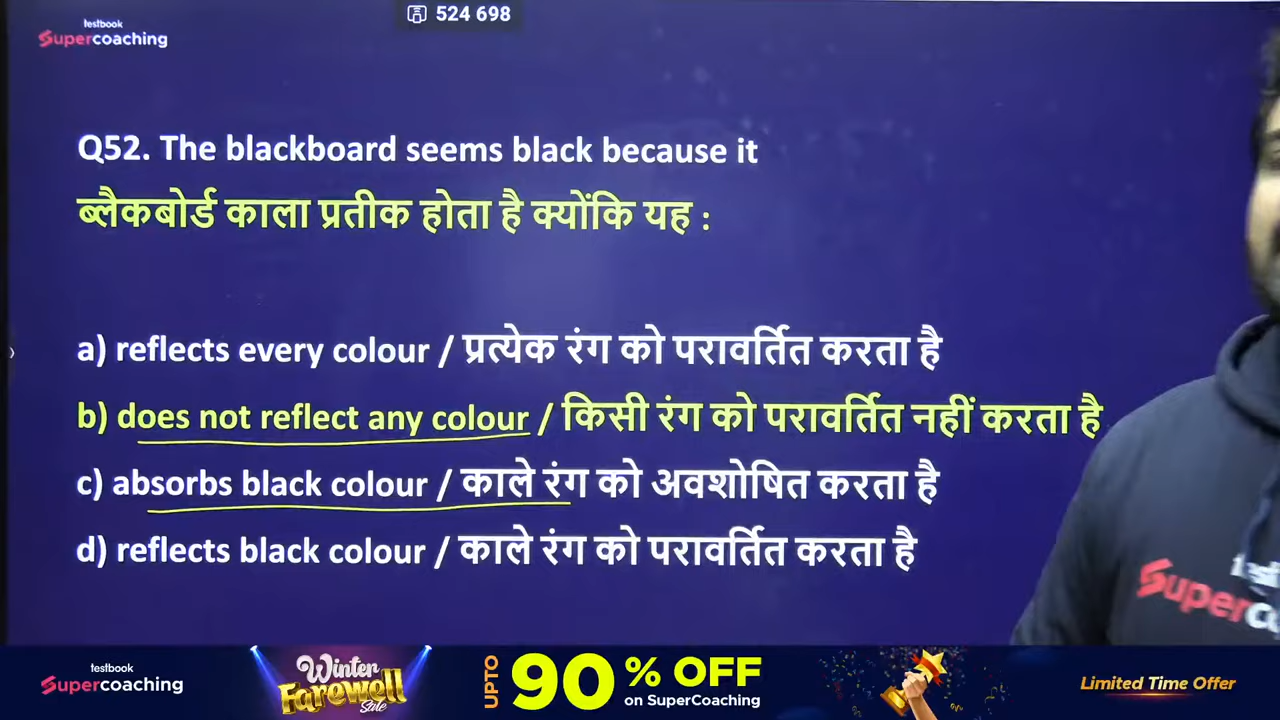 testbook
Supercoaching
524 698
Q52. The blackboard seems black because it
ब्लैकबोर्ड काला प्रतीक होता है क्योंकि यह :
a) reflects every colour / प्रत्येक रंग को परावर्तित करता है
b) does not reflect any colour / किसी रंग को परावर्तित नहीं करता है
c) absorbs black colour / काले रंग को अवशोषित करता है
d) reflects black colour / काले रंग को परावर्तित करता है
testbook
Supercoaching
Winter
Farewell
Sale
UPTO
90% OFF
on SuperCoaching
Limited Time Offer